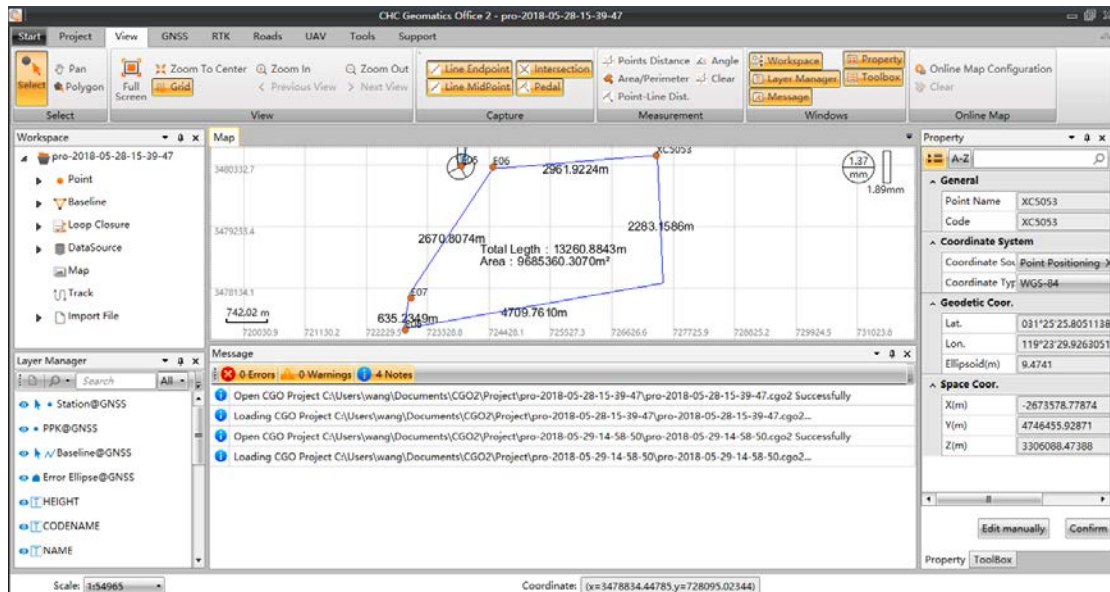 CHC Geomatics Office 2 - pro-2018-05-28-15-39-47
Start Project View GNSS RTK Roads UAV Tools Support
Select Pan Polygon Full Screen Zoom To Center Zoom In Zoom Out Grid Previous View Next View
Line Endpoint Intersection Line MidPoint Pedal
Points Distance Angle Area/Perimeter Clear Point-Line Dist.
Workspace Property Layer Manager Toolbox Message
Online Map Configuration Clear
Select View Capture Measurement Windows Online Map
Workspace
pro-2018-05-28-15-39-47
Point
Baseline
Loop Closure
DataSource
Map
Track
Import File
Layer Manager
Search All
Station@GNSS
PPK@GNSS
Baseline@GNSS
Error Ellipse@GNSS
HEIGHT
CODENAME
NAME
Map
E06 XC5053
3480332.7 2961.9224m 1.37 mm
1.89mm
2283.1586m
3479233.4
2670.8074m
Total Legth : 13260.8843m
Area : 9685360.3070m²
3478134.1 E07
742.02 m 635.2349m 4709.7610m
720030.9 721130.2 722229.5 723328.8 724428.1 725527.3 726626.6 727725.9 728825.2 729924.5 731023.8
Message
0 Errors 0 Warnings 4 Notes
Open CGO Project C:\Users\wang\Documents\CGO2\Project\pro-2018-05-28-15-39-47\pro-2018-05-28-15-39-47.cgo2 Successfully
Loading CGO Project C:\Users\wang\Documents\CGO2\Project\pro-2018-05-28-15-39-47\pro-2018-05-28-15-39-47.cgo2...
Open CGO Project C:\Users\wang\Documents\CGO2\Project\pro-2018-05-29-14-58-50\pro-2018-05-29-14-58-50.cgo2 Successfully
Loading CGO Project C:\Users\wang\Documents\CGO2\Project\pro-2018-05-29-14-58-50\pro-2018-05-29-14-58-50.cgo2...
Property
A-Z
General
Point Name XC5053
Code XC5053
Coordinate System
Coordinate Sou Point Positioning X
Coordinate Typ WGS-84
Geodetic Coor.
Lat. 031°25'25.8051138
Lon. 119°23'29.9263051
Ellipsoid(m) 9.4741
Space Coor.
X(m) -2673578.77874
Y(m) 4746455.92871
Z(m) 3306088.47388
Edit manually Confirm
Property ToolBox
Scale: 1:54965 Coordinate: (x=3478834.44785,y=728095.02344)